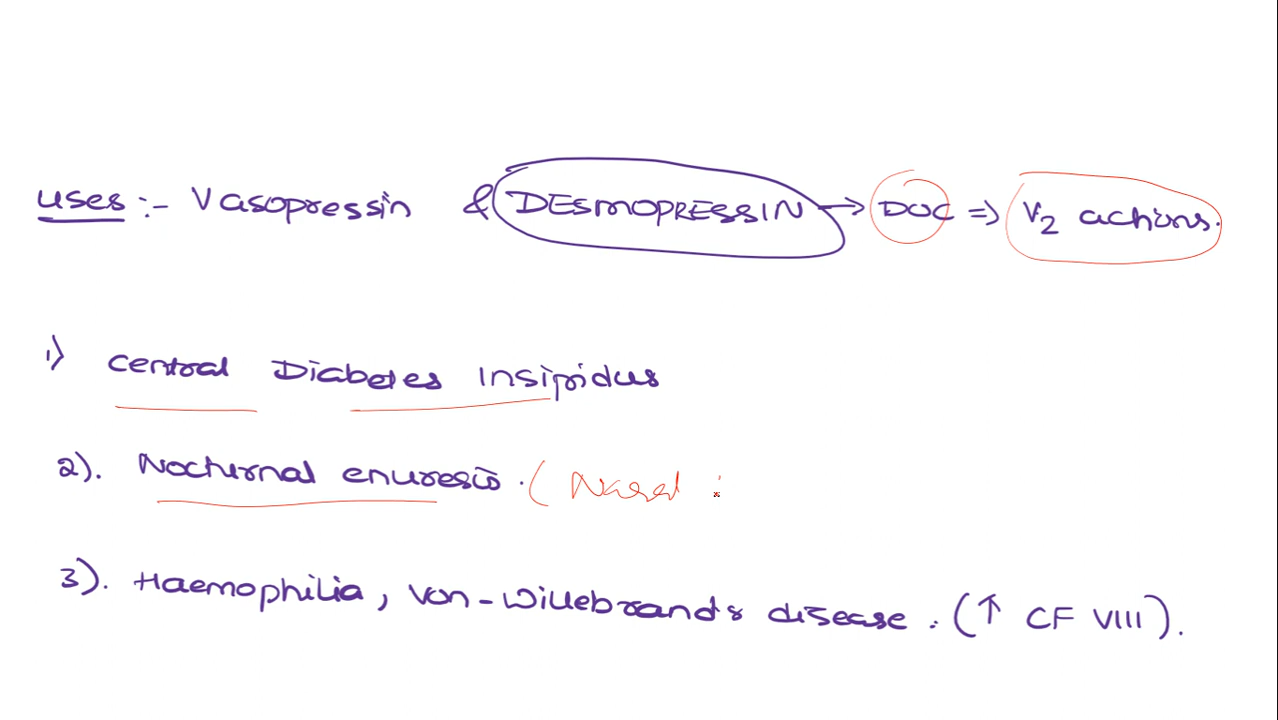 uses :- Vasopressin & DESMOPRESSIN → DOC ⇒ V2 actions.
1) central Diabetes Insipidus
2). Nocturnal enuresis . ( Nasal
3). Haemophilia, Von-Willebrands disease. (↑ CF VIII).